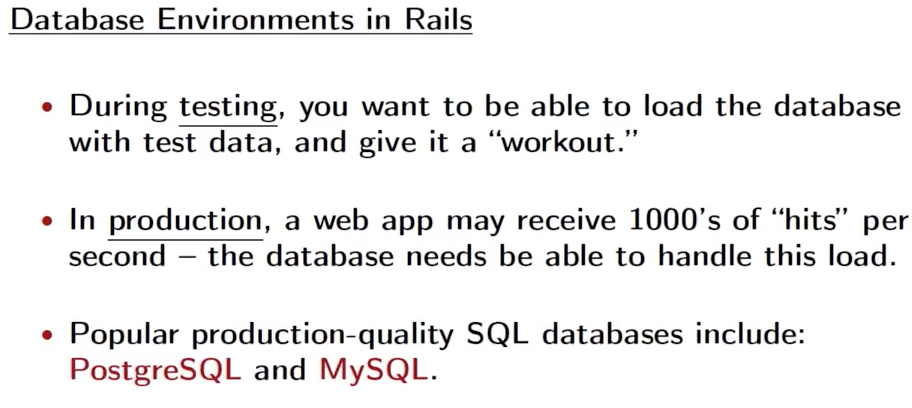 Database Environments in Rails
• During testing, you want to be able to load the database
with test data, and give it a “workout.”
• In production, a web app may receive 1000's of “hits” per
second – the database needs be able to handle this load.
• Popular production-quality SQL databases include:
PostgreSQL and MySQL.